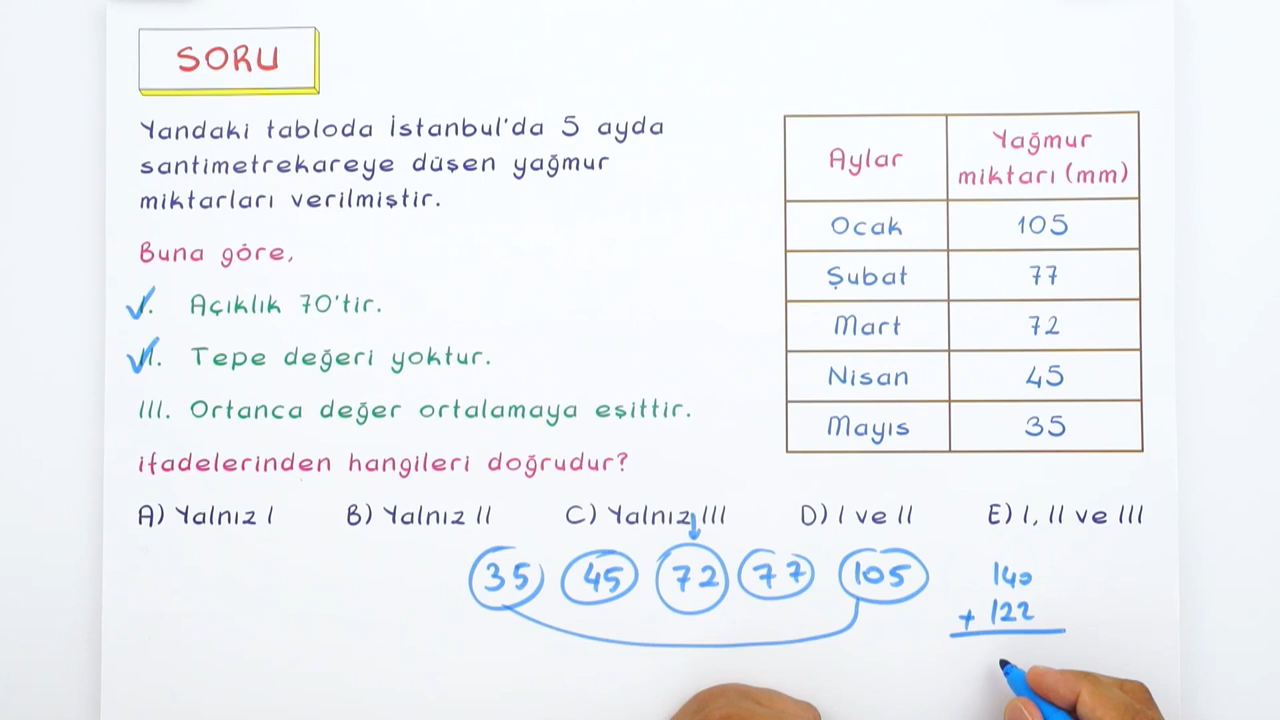 SORU
Yandaki tabloda İstanbul'da 5 ayda
santimetrekareye düşen yağmur
miktarları verilmiştir.
Buna göre,
I. Açıklık 70'tir.
II. Tepe değeri yoktur.
III. Ortanca değer ortalamaya eşittir.
ifadelerinden hangileri doğrudur?
Aylar Yağmur miktarı (mm)
Ocak 105
Şubat 77
Mart 72
Nisan 45
Mayıs 35
A) Yalnız I B) Yalnız II C) Yalnız III D) I ve II E) I, II ve III
35 45 72 77 105
140
+ 122